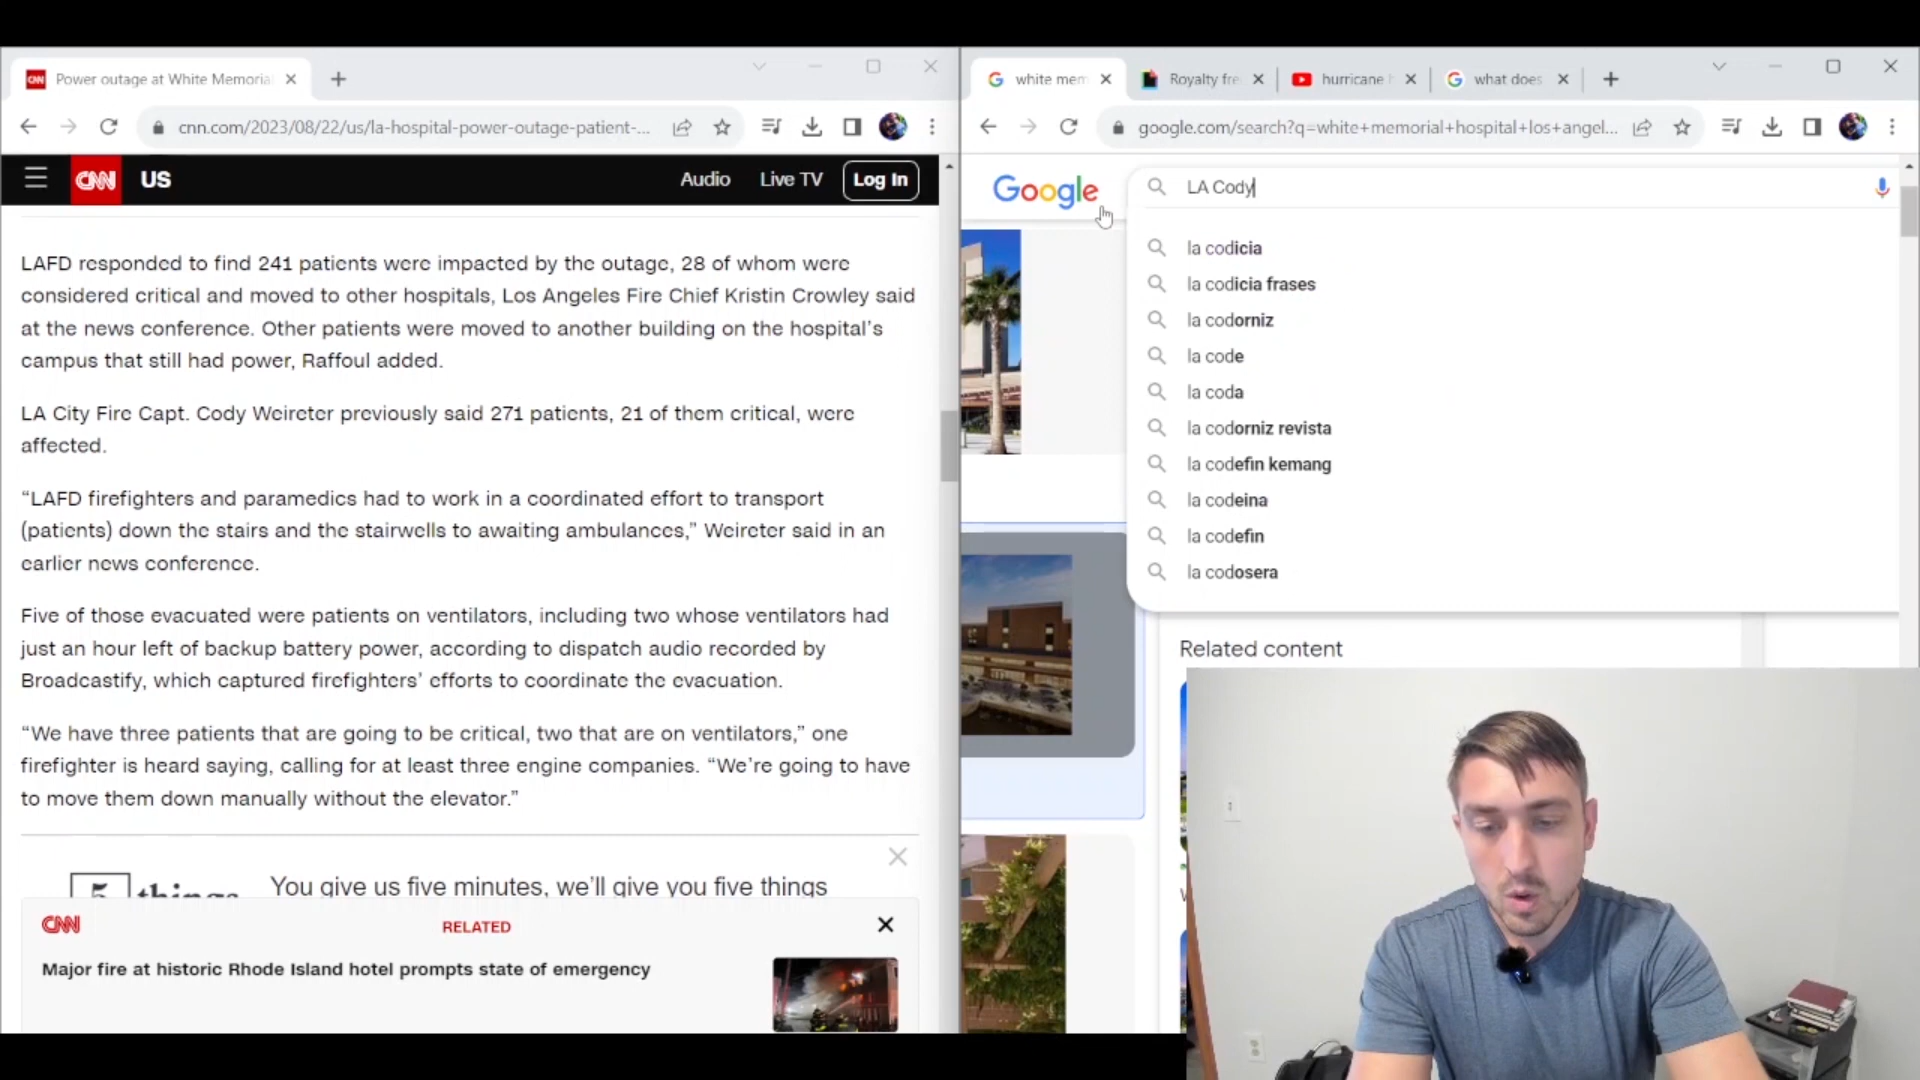 Power outage at White Memoria
cnn.com/2023/08/22/us/la-hospital-power-outage-patient-...
CNN US
Audio Live TV Log In
LAFD responded to find 241 patients were impacted by the outage, 28 of whom were
considered critical and moved to other hospitals, Los Angeles Fire Chief Kristin Crowley said
at the news conference. Other patients were moved to another building on the hospital's
campus that still had power, Raffoul added.
LA City Fire Capt. Cody Weireter previously said 271 patients, 21 of them critical, were
affected.
“LAFD firefighters and paramedics had to work in a coordinated effort to transport
(patients) down the stairs and the stairwells to awaiting ambulances,” Weireter said in an
earlier news conference.
Five of those evacuated were patients on ventilators, including two whose ventilators had
just an hour left of backup battery power, according to dispatch audio recorded by
Broadcastify, which captured firefighters’ efforts to coordinate the evacuation.
“We have three patients that are going to be critical, two that are on ventilators,” one
firefighter is heard saying, calling for at least three engine companies. “We’re going to have
to move them down manually without the elevator.”
5 things
You give us five minutes, we’ll give you five things
CNN
RELATED
Major fire at historic Rhode Island hotel prompts state of emergency
white mem
Royalty fre
hurricane h
what does
google.com/search?q=white+memorial+hospital+los+angel...
Google
LA Cody
la codicia
la codicia frases
la codorniz
la code
la coda
la codorniz revista
la codefin kemang
la codeina
la codefin
la codosera
Related content